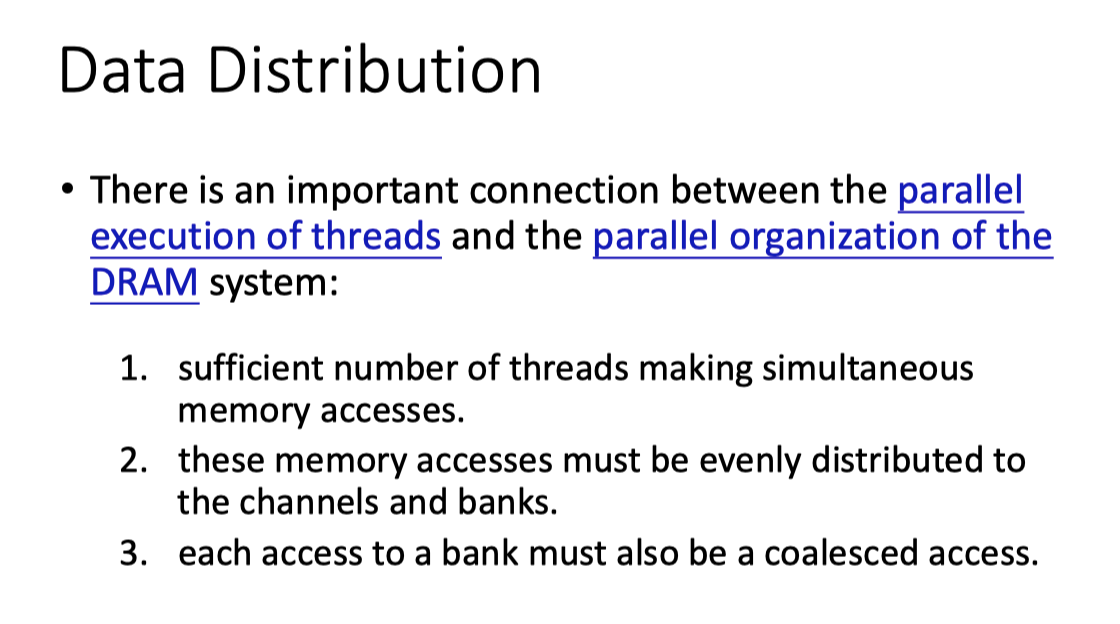 Data Distribution
• There is an important connection between the parallel
execution of threads and the parallel organization of the
DRAM system:
1. sufficient number of threads making simultaneous
memory accesses.
2. these memory accesses must be evenly distributed to
the channels and banks.
3. each access to a bank must also be a coalesced access.